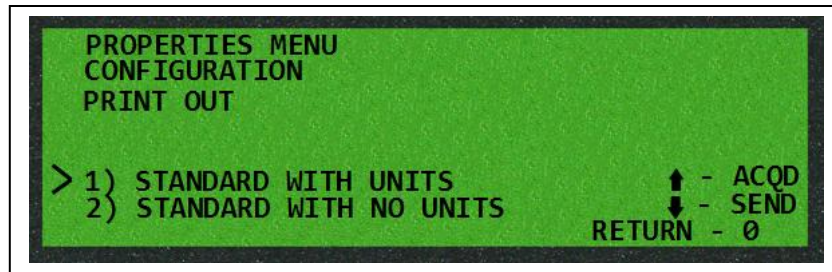 PROPERTIES MENU
CONFIGURATION
PRINT OUT
> 1) STANDARD WITH UNITS ⬆ - ACQD
2) STANDARD WITH NO UNITS ⬇ - SEND
RETURN - 0